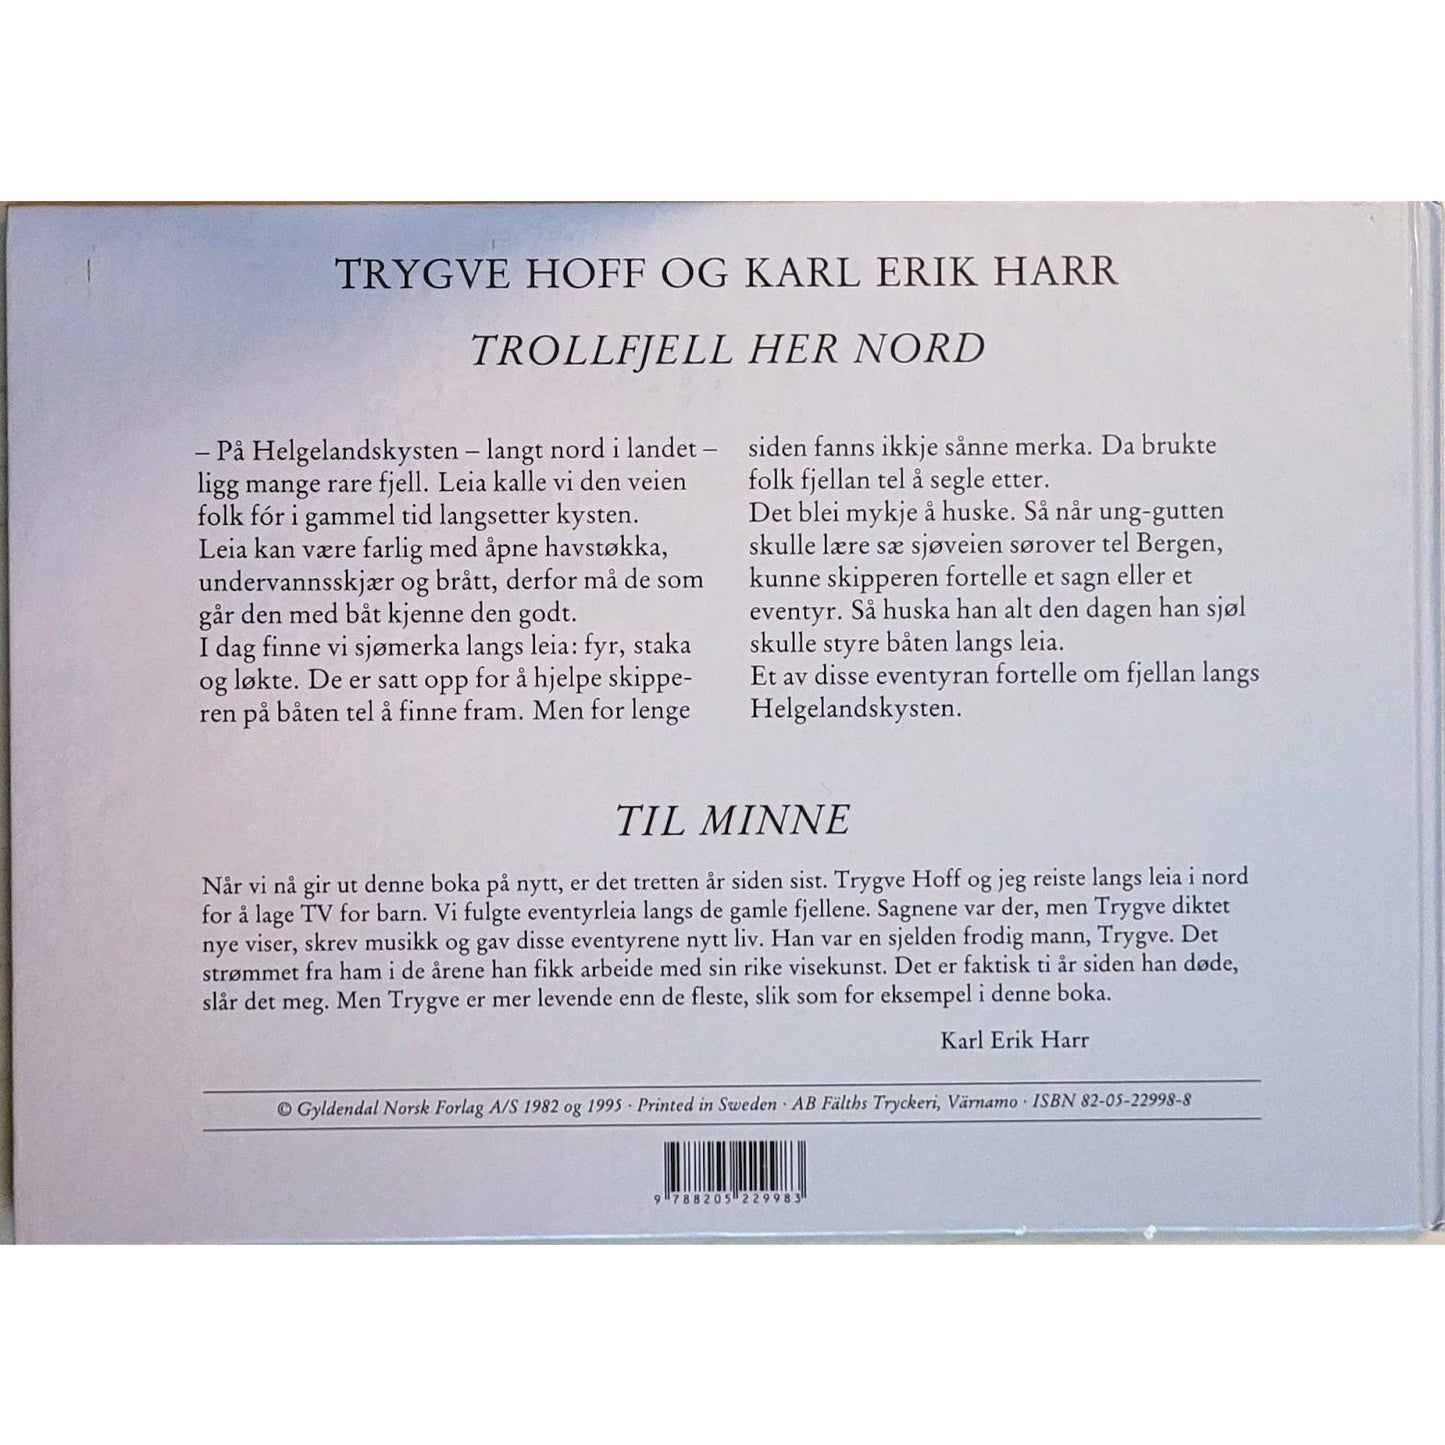 TRYGVE HOFF OG KARL ERIK HARR
TROLLFJELL HER NORD
– På Helgelandskysten – langt nord i landet –
ligg mange rare fjell. Leia kalle vi den veien
folk fór i gammel tid langsetter kysten.
Leia kan være farlig med åpne havstøkka,
undervannsskjær og brått, derfor må de som
går den med båt kjenne den godt.
I dag finne vi sjømerka langs leia: fyr, staka
og løkte. De er satt opp for å hjelpe skippe-
ren på båten tel å finne fram. Men for lenge
siden fanns ikkje sånne merka. Da brukte
folk fjellan tel å segle etter.
Det blei mykje å huske. Så når ung-gutten
skulle lære sæ sjøveien sørover tel Bergen,
kunne skipperen fortelle et sagn eller et
eventyr. Så huska han alt den dagen han sjøl
skulle styre båten langs leia.
Et av disse eventyran fortelle om fjellan langs
Helgelandskysten.
TIL MINNE
Når vi nå gir ut denne boka på nytt, er det tretten år siden sist. Trygve Hoff og jeg reiste langs leia i nord
for å lage TV for barn. Vi fulgte eventyrleia langs de gamle fjellene. Sagnene var der, men Trygve diktet
nye viser, skrev musikk og gav disse eventyrene nytt liv. Han var en sjelden frodig mann, Trygve. Det
strømmet fra ham i de årene han fikk arbeide med sin rike visekunst. Det er faktisk ti år siden han døde,
slår det meg. Men Trygve er mer levende enn de fleste, slik som for eksempel i denne boka.
Karl Erik Harr
© Gyldendal Norsk Forlag A/S 1982 og 1995 · Printed in Sweden · AB Fälths Tryckeri, Värnamo · ISBN 82-05-22998-8
9 788205 229983